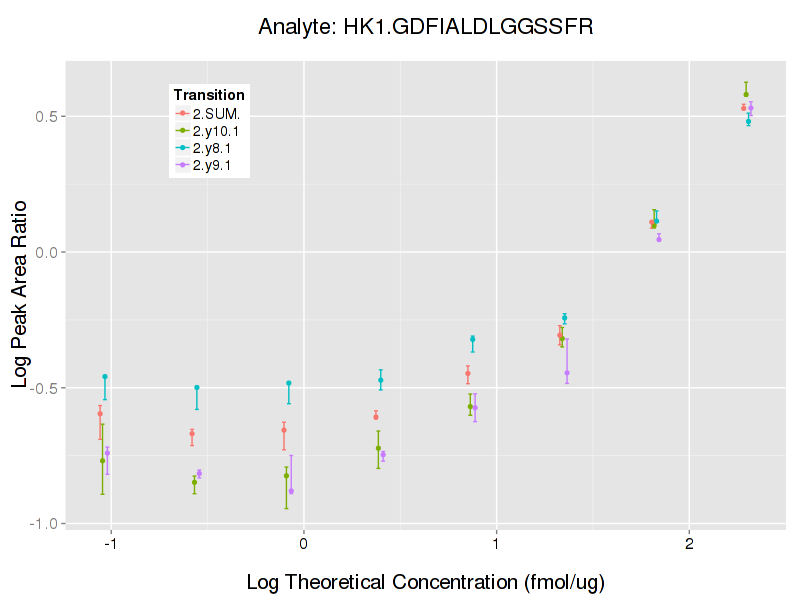 Analyte: HK1.GDFIALDLGGSSFR
Transition
2.SUM.
2.y10.1
2.y8.1
2.y9.1
Log Peak Area Ratio
0.5
0.0
-0.5
-1.0
-1
0
1
2
Log Theoretical Concentration (fmol/ug)